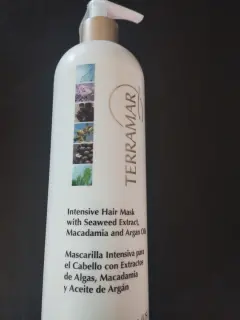 TERRAMAR
Intensive Hair Mask
with Seaweed Extract,
Macadamia and Argan Oils
Mascarilla Intensiva para
el Cabello con Extractos
de Algas, Macadamia
y Aceite de Argán